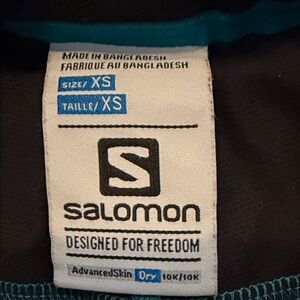 MADE IN BANGLADESH
FABRIQUE AU BANGLADESH
SIZE/ XS
TAILLE/ XS
S
SALOMON
DESIGNED FOR FREEDOM
AdvancedSkin Dry 10K/10K